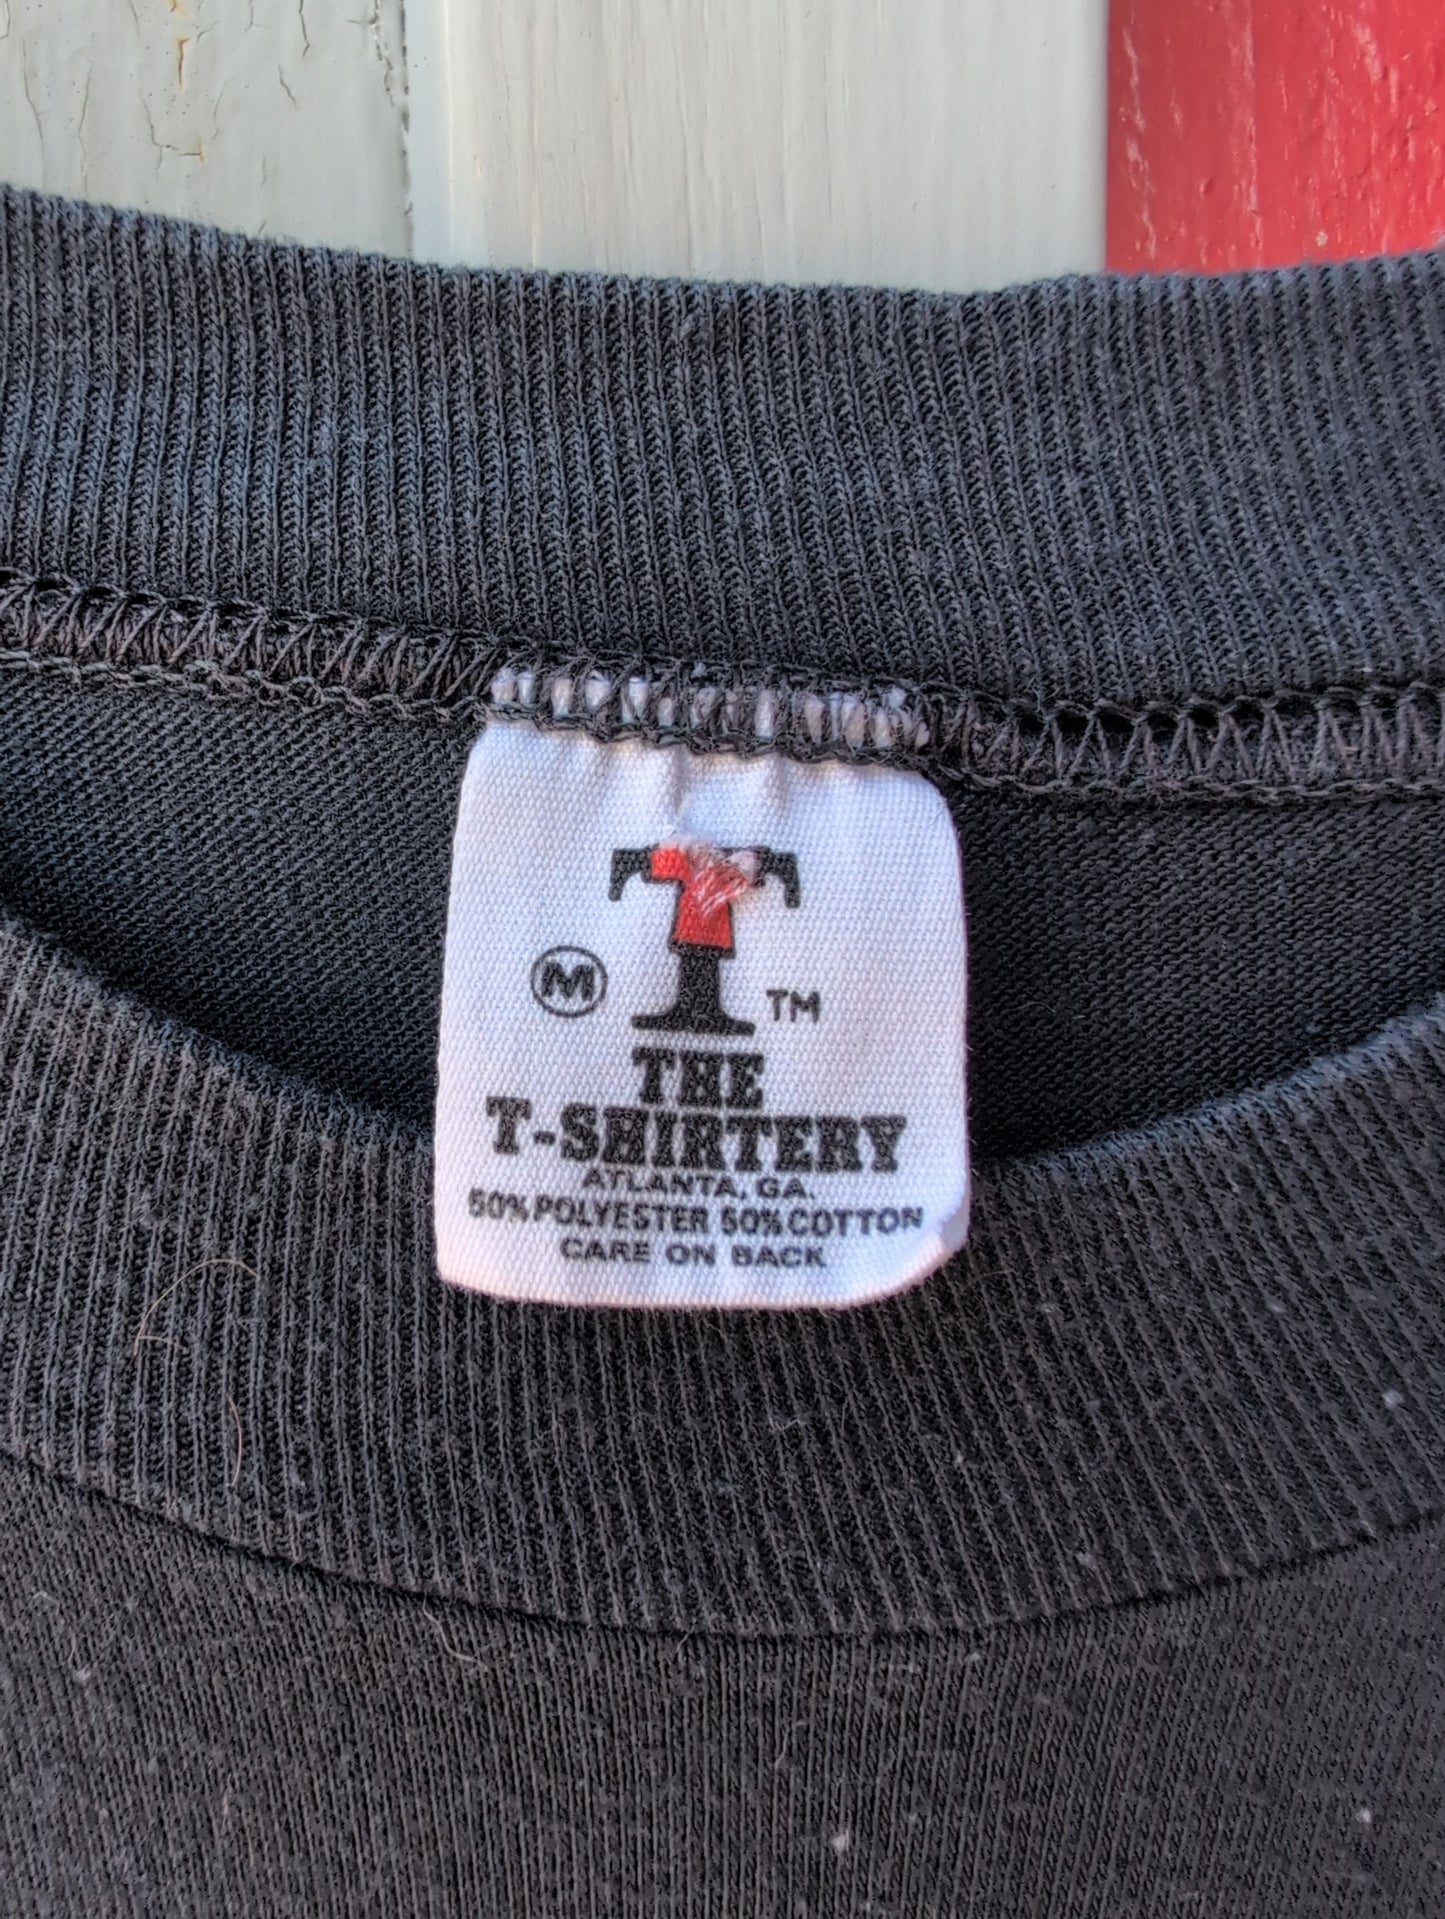 M T TM
THE
T-SHIRTERY
ATLANTA, GA.
50% POLYESTER 50% COTTON
CARE ON BACK